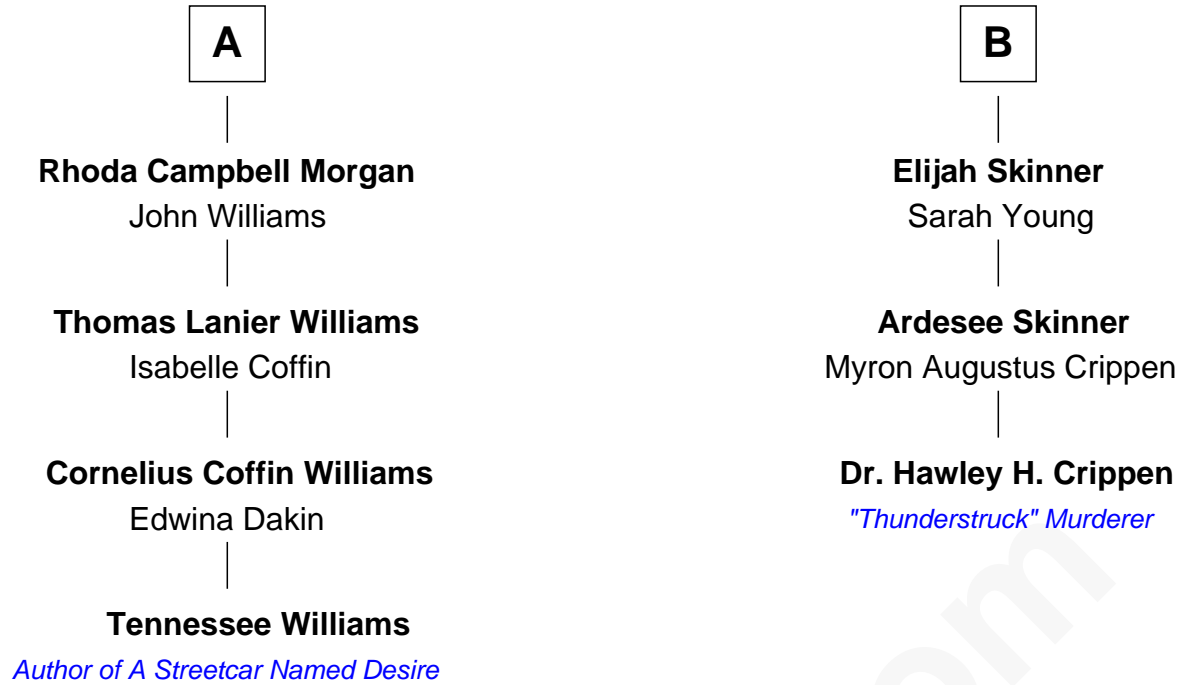 A
Rhoda Campbell Morgan
John Williams
Thomas Lanier Williams
Isabelle Coffin
Cornelius Coffin Williams
Edwina Dakin
Tennessee Williams
Author of A Streetcar Named Desire
B
Elijah Skinner
Sarah Young
Ardesee Skinner
Myron Augustus Crippen
Dr. Hawley H. Crippen
"Thunderstruck" Murderer
om